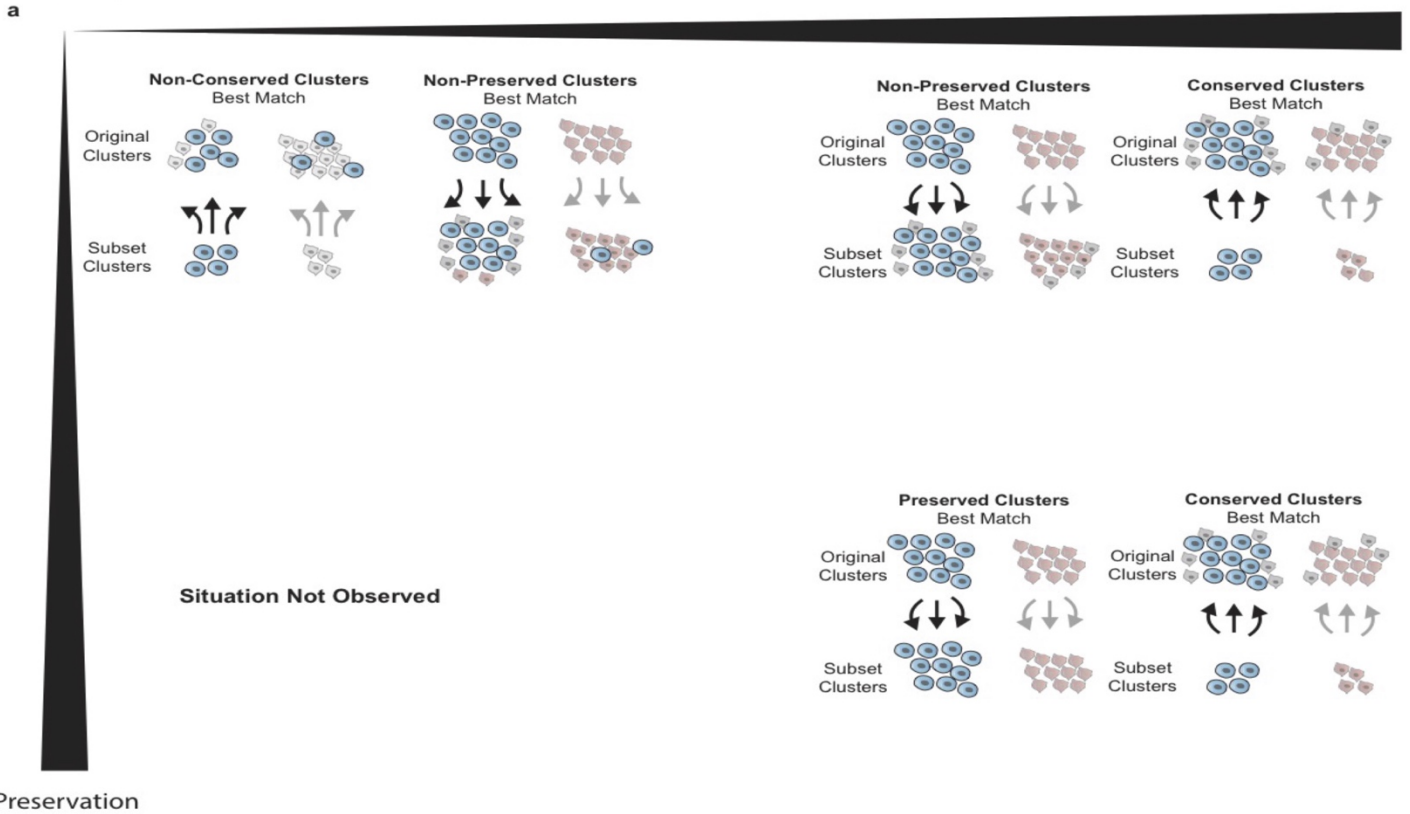 a
Non-Conserved Clusters
Best Match
Original
Clusters
Subset
Clusters
Non-Preserved Clusters
Best Match
Non-Preserved Clusters
Best Match
Original
Clusters
Subset
Clusters
Conserved Clusters
Best Match
Original
Clusters
Subset
Clusters
Situation Not Observed
Preserved Clusters
Best Match
Original
Clusters
Subset
Clusters
Conserved Clusters
Best Match
Original
Clusters
Subset
Clusters
Preservation